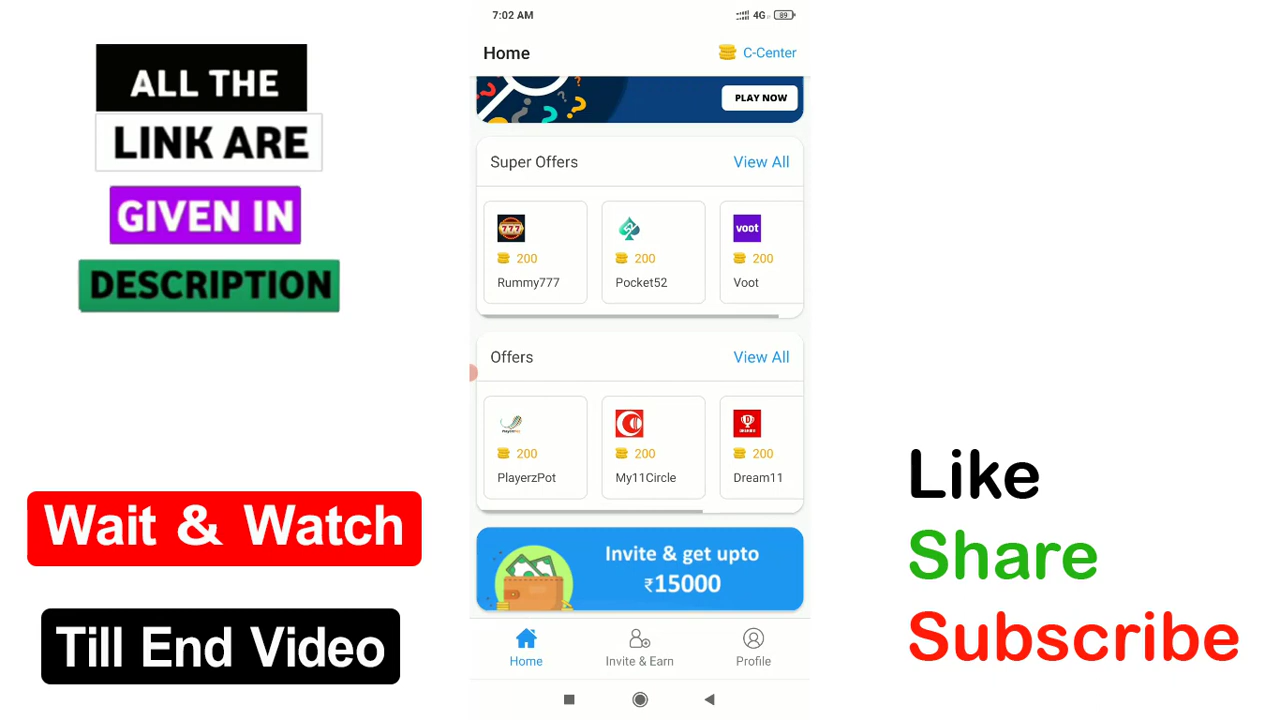 ALL THE
LINK ARE
GIVEN IN
DESCRIPTION
Wait & Watch
Till End Video
7:02 AM
4G
89
Home
C-Center
PLAY NOW
Super Offers
View All
777
voot
200
200
200
Rummy777
Pocket52
Voot
Offers
View All
200
200
200
PlayerzPot
My11Circle
Dream11
Invite & get upto
₹15000
Home
Invite & Earn
Profile
Like
Share
Subscribe